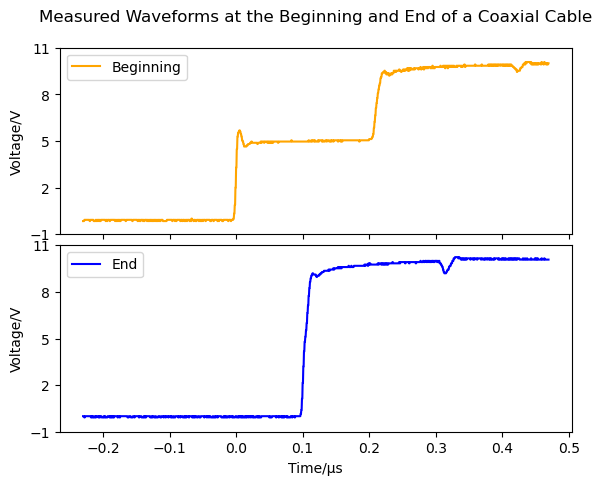 Measured Waveforms at the Beginning and End of a Coaxial Cable
11
8
5
2
−1
Voltage/V
Beginning
11
8
5
2
−1
Voltage/V
End
−0.2 −0.1 0.0 0.1 0.2 0.3 0.4 0.5
Time/μs